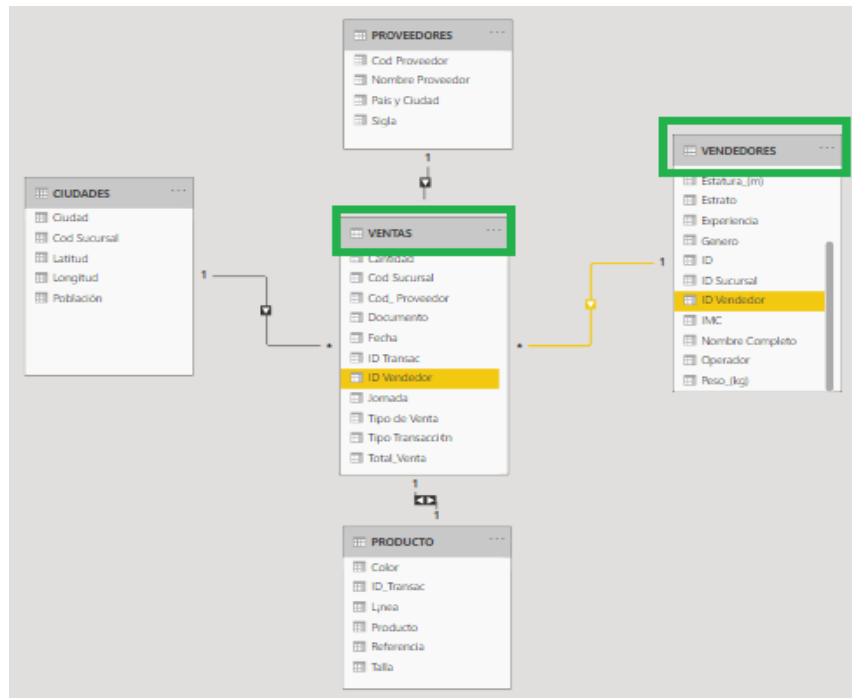 PROVEEDORES ...
Cod Proveedor
Nombre Proveedor
Pais y Ciudad
Sigla
1
CIUDADES ...
Ciudad
Cod Sucursal
Latitud
Longitud
Población
1
*
VENTAS ...
Cantidad
Cod Sucursal
Cod_ Proveedor
Documento
Fecha
ID Transac
ID Vendedor
Jornada
Tipo de Venta
Tipo Transacción
Total_Venta
*
1
VENDEDORES ...
Estatura_(m)
Estrato
Experiencia
Genero
ID
ID Sucursal
ID Vendedor
IMC
Nombre Completo
Operador
Peso_(kg)
1
1
PRODUCTO ...
Color
ID_Transac
Linea
Producto
Referencia
Talla